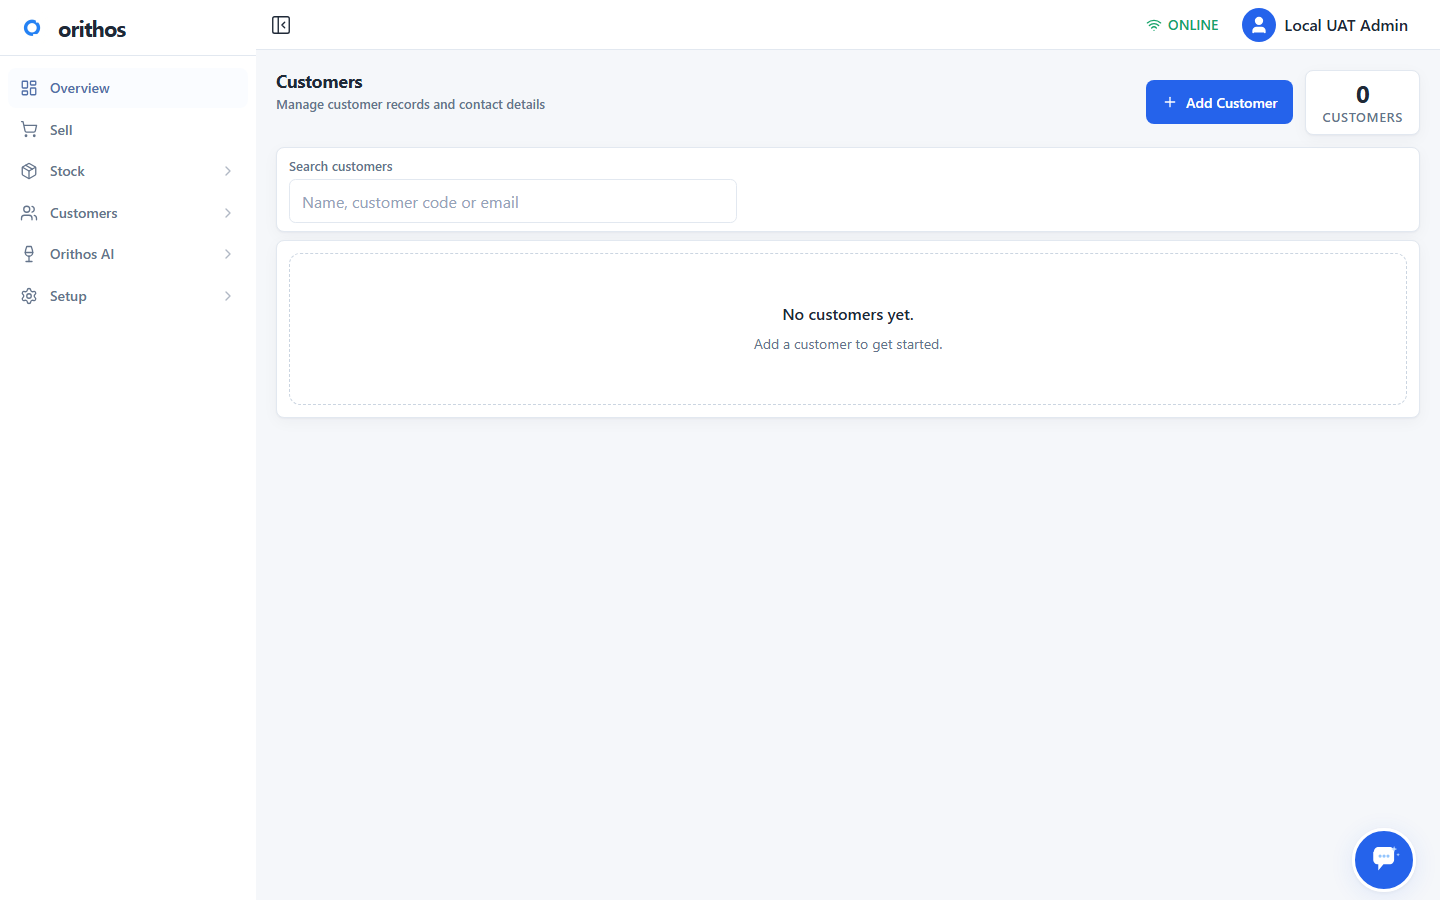 orithos
ONLINE
Local UAT Admin
Overview
Sell
Stock
Customers
Orithos AI
Setup
Customers
Manage customer records and contact details
Add Customer
0
CUSTOMERS
Search customers
Name, customer code or email
No customers yet.
Add a customer to get started.